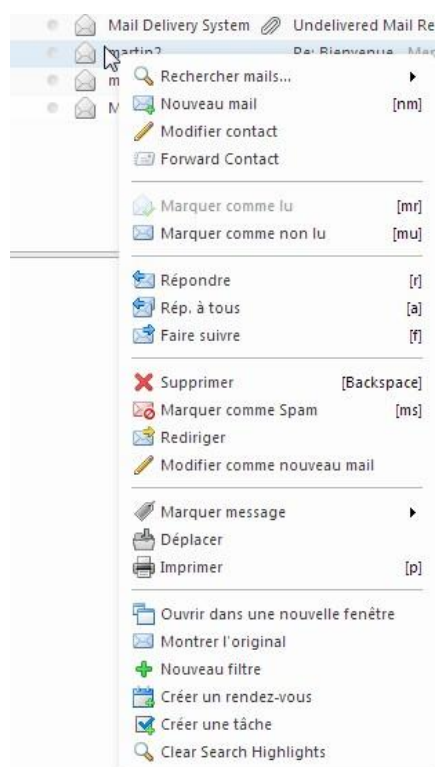 Mail Delivery System Undelivered Mail Re
martin2 Re: Bienvenue
m
M
Rechercher mails...
Nouveau mail [nm]
Modifier contact
Forward Contact
Marquer comme lu [mr]
Marquer comme non lu [mu]
Répondre [r]
Rép. à tous [a]
Faire suivre [f]
Supprimer [Backspace]
Marquer comme Spam [ms]
Rediriger
Modifier comme nouveau mail
Marquer message
Déplacer
Imprimer [p]
Ouvrir dans une nouvelle fenêtre
Montrer l'original
Nouveau filtre
Créer un rendez-vous
Créer une tâche
Clear Search Highlights